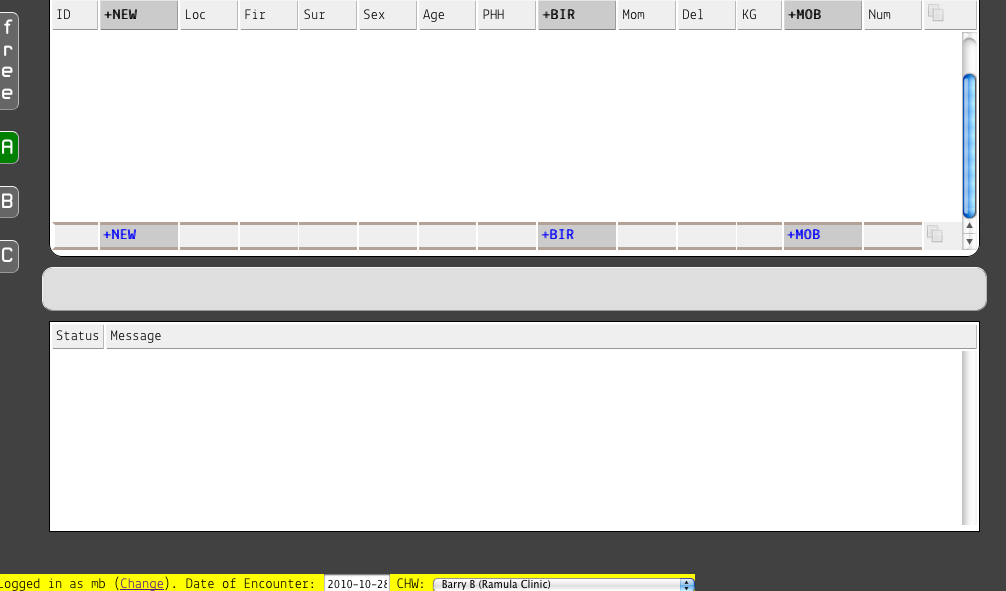 free
A
B
C
ID +NEW Loc Fir Sur Sex Age PHH +BIR Mom Del KG +MOB Num
+NEW +BIR +MOB
Status Message
Logged in as mb (Change). Date of Encounter: 2010-10-28 CHW: Barry B (Ramula Clinic)